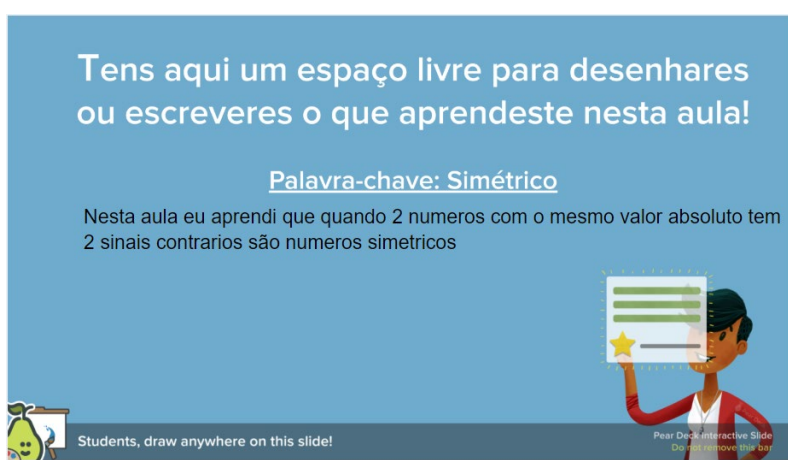 Tens aqui um espaço livre para desenhares
ou escreveres o que aprendeste nesta aula!
Palavra-chave: Simétrico
Nesta aula eu aprendi que quando 2 numeros com o mesmo valor absoluto tem
2 sinais contrarios são numeros simetricos
Students, draw anywhere on this slide!
Pear Deck Interactive Slide
Do not remove this bar